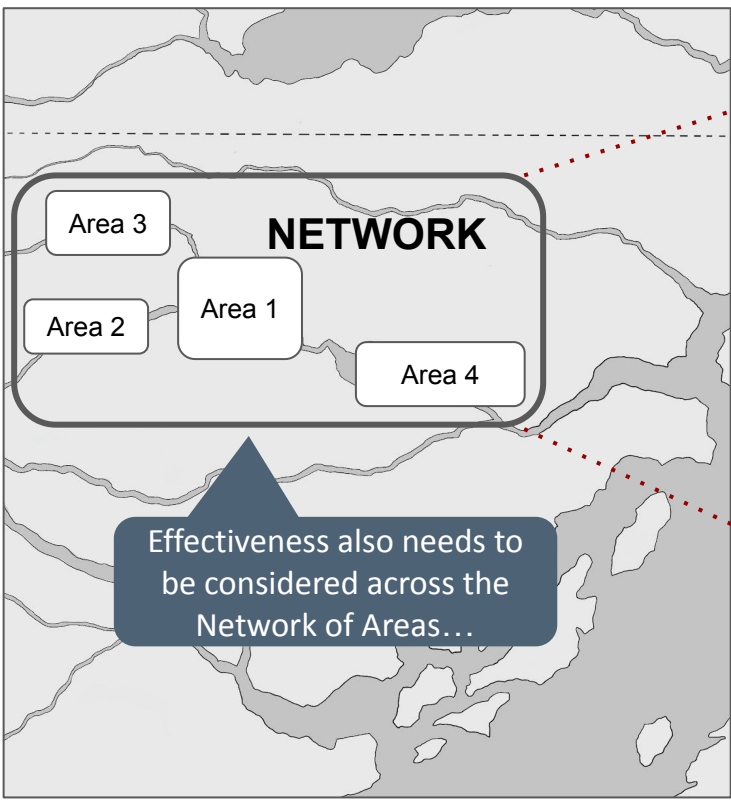 Area 3
NETWORK
Area 1
Area 2
Area 4
Effectiveness also needs to
be considered across the
Network of Areas…